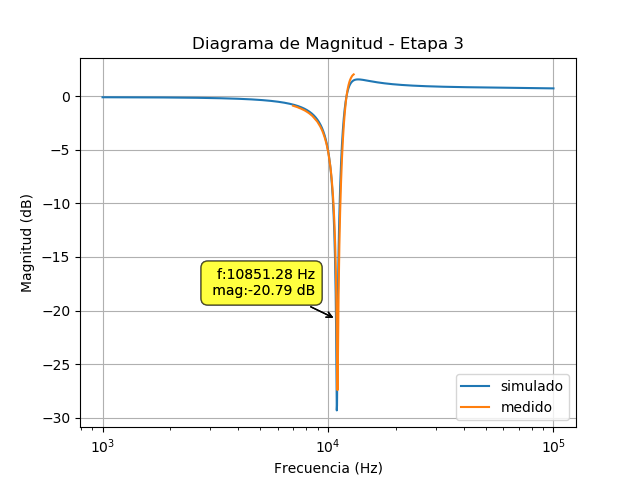 Diagrama de Magnitud - Etapa 3
Magnitud (dB)
0
−5
−10
−15
−20
−25
−30
f:10851.28 Hz
mag:-20.79 dB
simulado
medido
10³
10⁴
10⁵
Frecuencia (Hz)